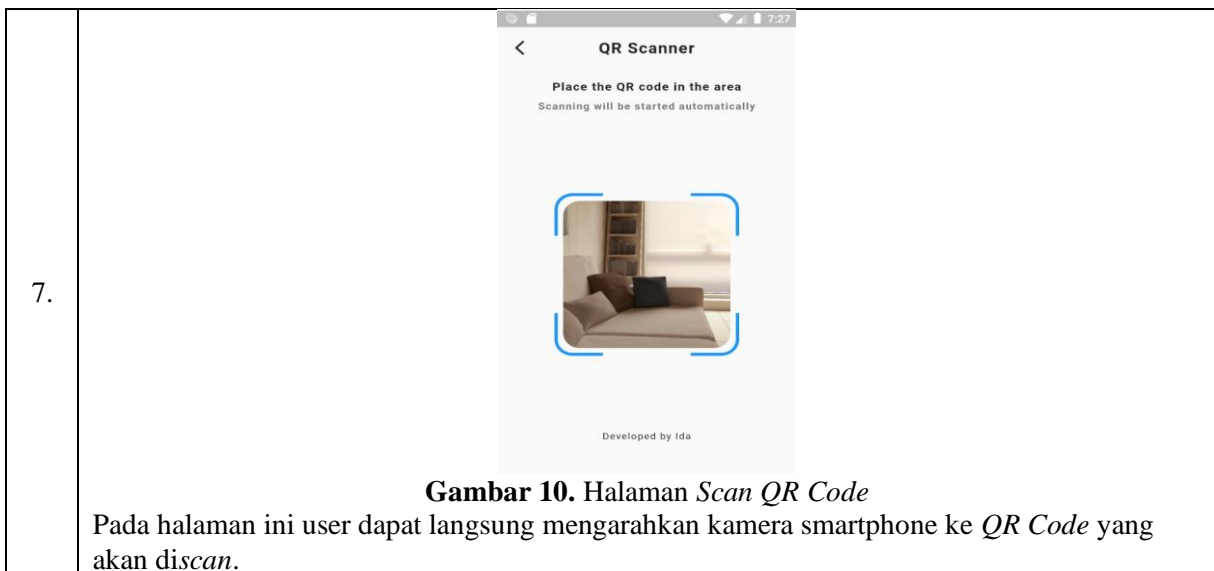 7:27
QR Scanner
Place the QR code in the area
Scanning will be started automatically
7.
Developed by Ida
Gambar 10. Halaman Scan QR Code
Pada halaman ini user dapat langsung mengarahkan kamera smartphone ke QR Code yang
akan discan.